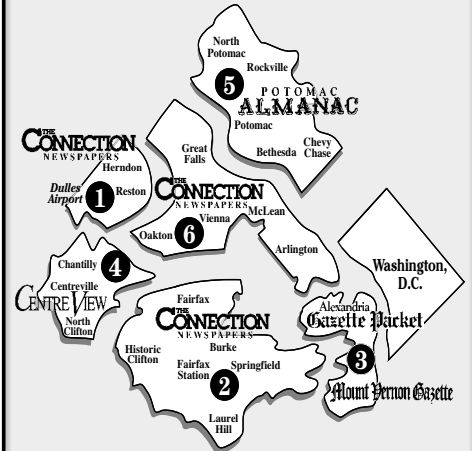 North
Potomac
Rockville
5
POTOMAC
ALMANAC
Potomac
Bethesda
Chevy
Chase
THE
CONNECTION
NEWSPAPERS
Herndon
Dulles
Airport
1
Reston
Great
Falls
THE
CONNECTION
NEWSPAPERS
Vienna
McLean
Oakton
6
Arlington
Chantilly
4
Centreville
CENTRE VIEW
North
Clifton
Washington,
D.C.
Fairfax
THE
CONNECTION
NEWSPAPERS
Burke
Historic
Clifton
Fairfax
Station
Springfield
2
Laurel
Hill
Alexandria
Gazette Packet
3
Mount Vernon Gazette